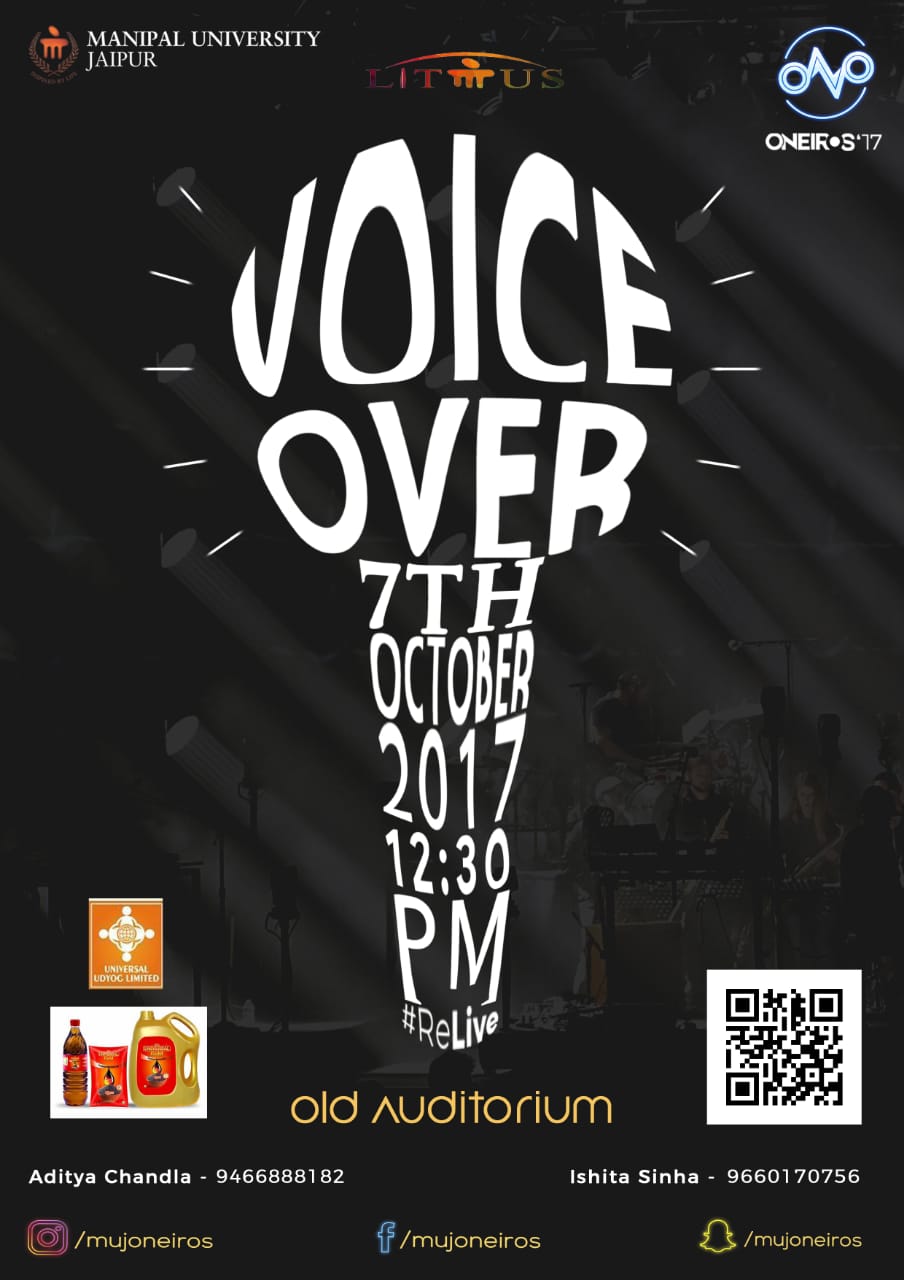 MANIPAL UNIVERSITY
JAIPUR
LITMUS
ONEIROS'17
VOICE
OVER
7TH
OCTOBER
2017
12:30
PM
#ReLive
UNIVERSAL
UDYOG LIMITED
old Auditorium
Aditya Chandla - 9466888182
Ishita Sinha - 9660170756
/mujoneiros
/mujoneiros
/mujoneiros